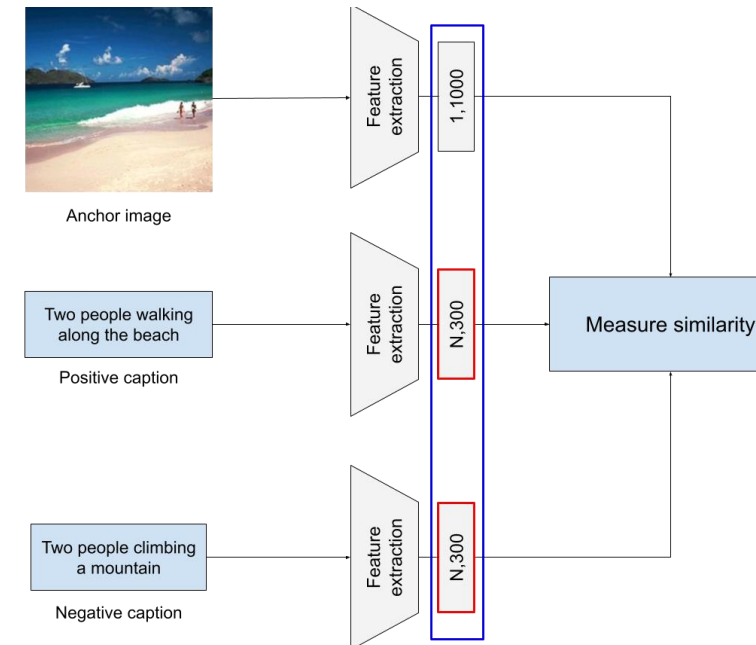 Feature
extraction
1,1000
Anchor image
Two people walking
along the beach
Positive caption
Feature
extraction
N,300
Measure similarity
Two people climbing
a mountain
Negative caption
Feature
extraction
N,300